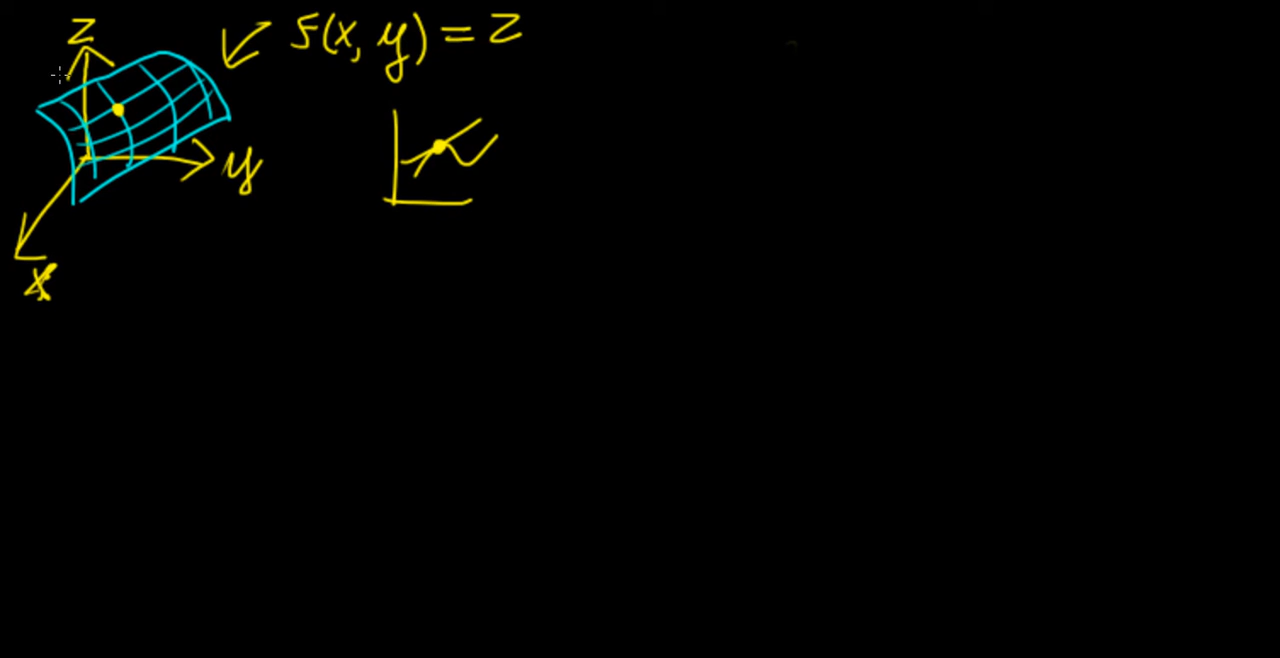 z
f(x, y) = z
y
x